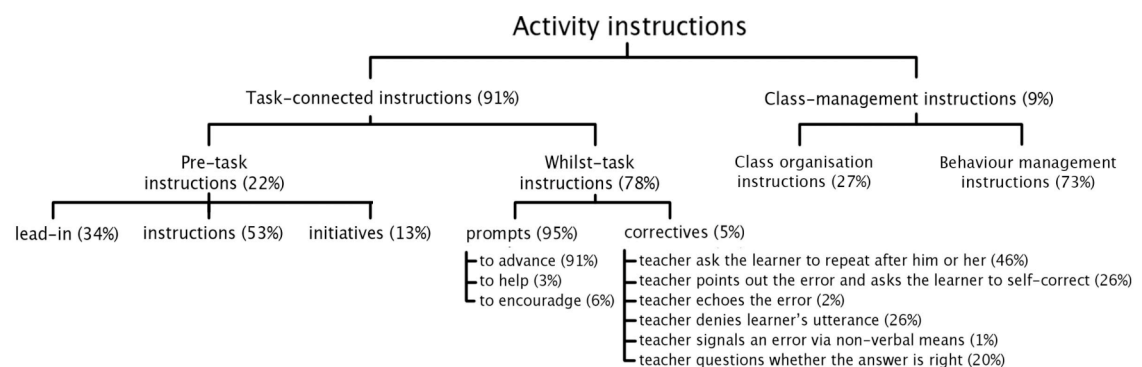 Activity instructions
Task-connected instructions (91%)
Class-management instructions (9%)
Pre-task
instructions (22%)
Whilst-task
instructions (78%)
Class organisation
instructions (27%)
Behaviour management
instructions (73%)
lead-in (34%)
instructions (53%)
initiatives (13%)
prompts (95%)
correctives (5%)
to advance (91%)
to help (3%)
to encouradge (6%)
teacher ask the learner to repeat after him or her (46%)
teacher points out the error and asks the learner to self-correct (26%)
teacher echoes the error (2%)
teacher denies learner's utterance (26%)
teacher signals an error via non-verbal means (1%)
teacher questions whether the answer is right (20%)